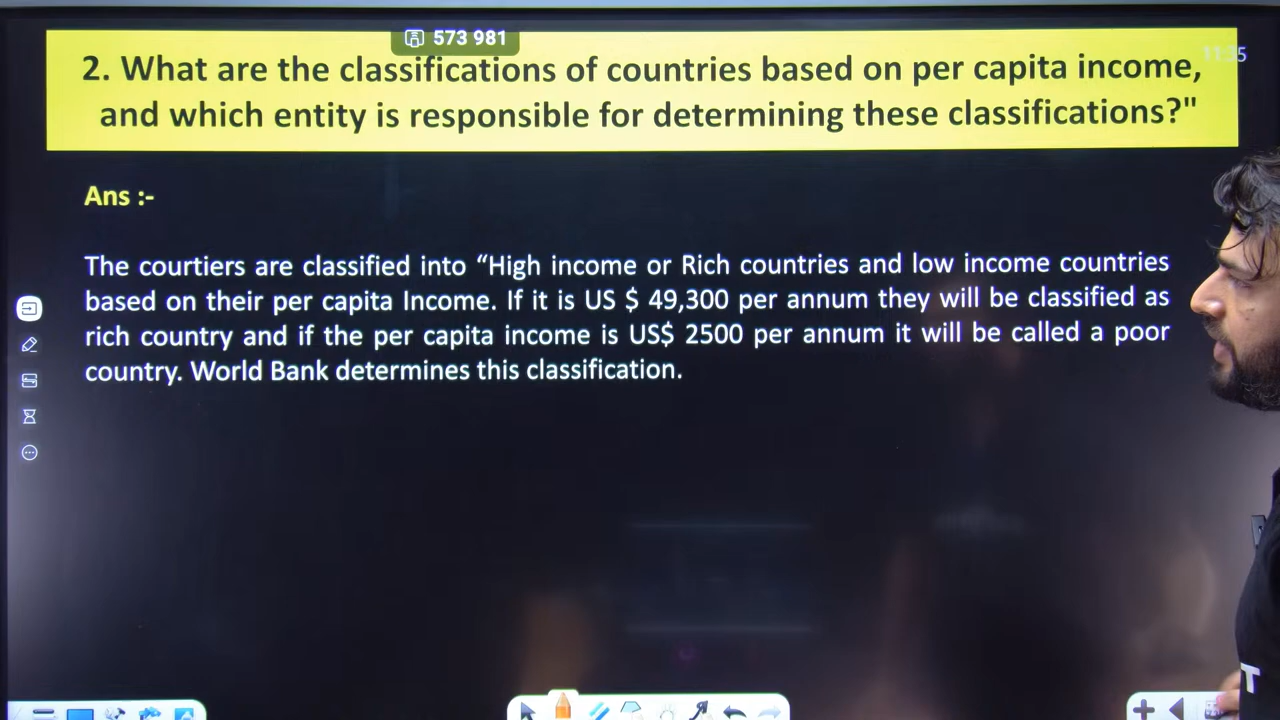 573 981
11:35
2. What are the classifications of countries based on per capita income,
and which entity is responsible for determining these classifications?"
Ans :-
The courtiers are classified into “High income or Rich countries and low income countries
based on their per capita Income. If it is US $ 49,300 per annum they will be classified as
rich country and if the per capita income is US$ 2500 per annum it will be called a poor
country. World Bank determines this classification.
T